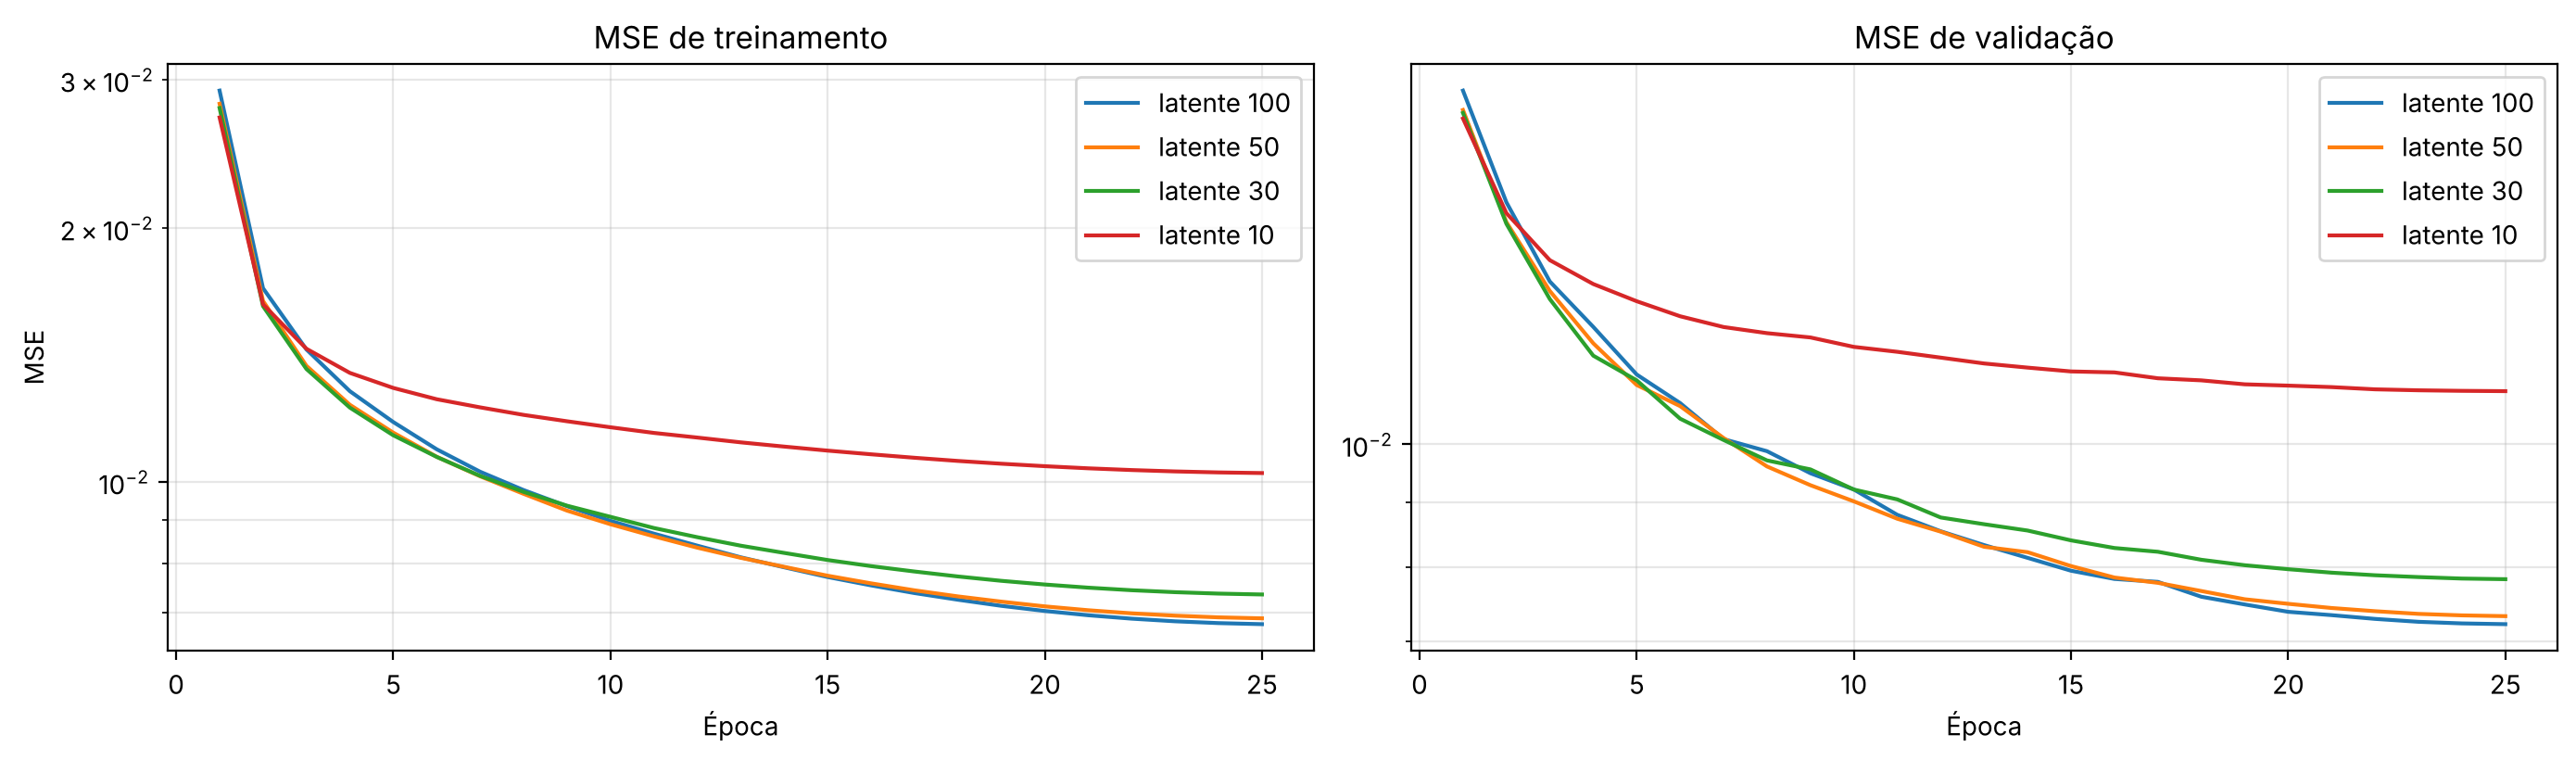 MSE de treinamento
3 × 10⁻²
2 × 10⁻²
10⁻²
MSE
0 5 10 15 20 25
Época
latente 100
latente 50
latente 30
latente 10
MSE de validação
10⁻²
0 5 10 15 20 25
Época
latente 100
latente 50
latente 30
latente 10